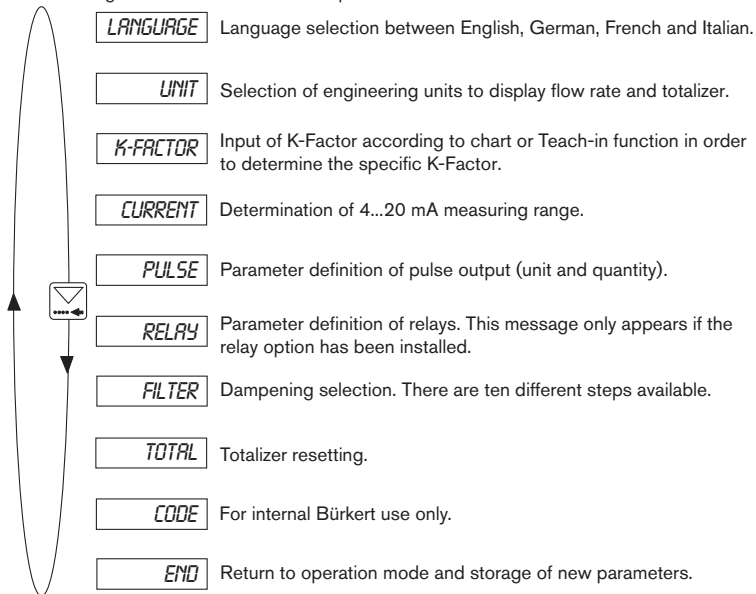 LANGUAGE Language selection between English, German, French and Italian.
UNIT Selection of engineering units to display flow rate and totalizer.
K-FACTOR Input of K-Factor according to chart or Teach-in function in order
to determine the specific K-Factor.
CURRENT Determination of 4...20 mA measuring range.
PULSE Parameter definition of pulse output (unit and quantity).
RELAY Parameter definition of relays. This message only appears if the
relay option has been installed.
FILTER Dampening selection. There are ten different steps available.
TOTAL Totalizer resetting.
CODE For internal Bürkert use only.
END Return to operation mode and storage of new parameters.